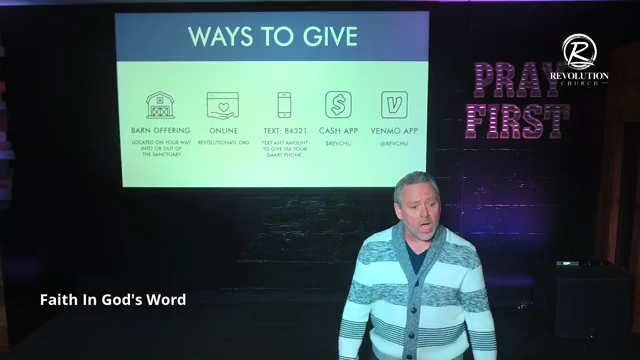 WAYS TO GIVE
BARN OFFERING
LOCATED ON YOUR WAY
INTO OR OUT OF
THE SANCTUARY
ONLINE
REVOLUTIONATL.ORG
TEXT: 84321
TEXT ANY AMOUNT
TO GIVE VIA YOUR
SMART PHONE
CASH APP
$REVCHU
VENMO APP
@REVCHU
R
REVOLUTION
CHURCH
PRAY
FIRST
Faith In God's Word